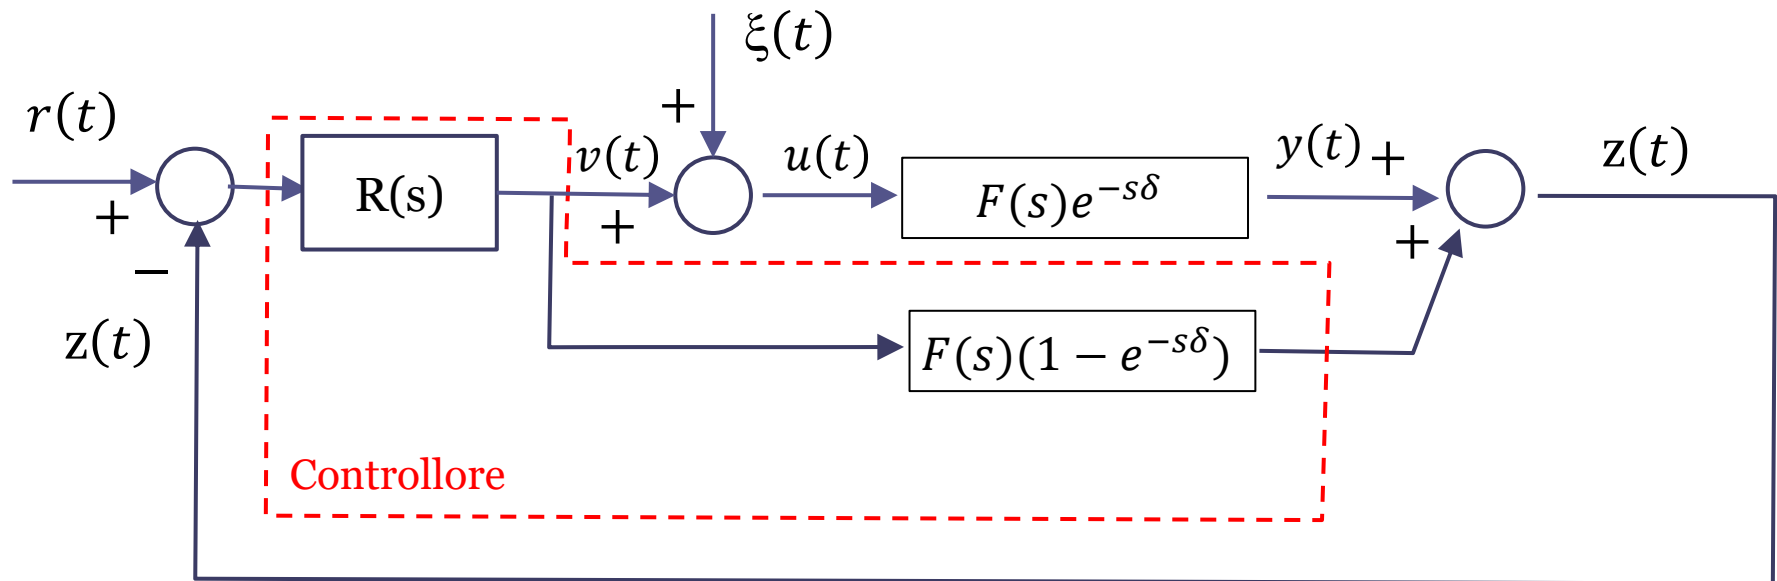 ξ(t)
r(t)
+
R(s)
v(t)
u(t)
F(s)e^{-sδ}
y(t)
+
z(t)
+
+
+
−
z(t)
F(s)(1 − e^{-sδ})
Controllore